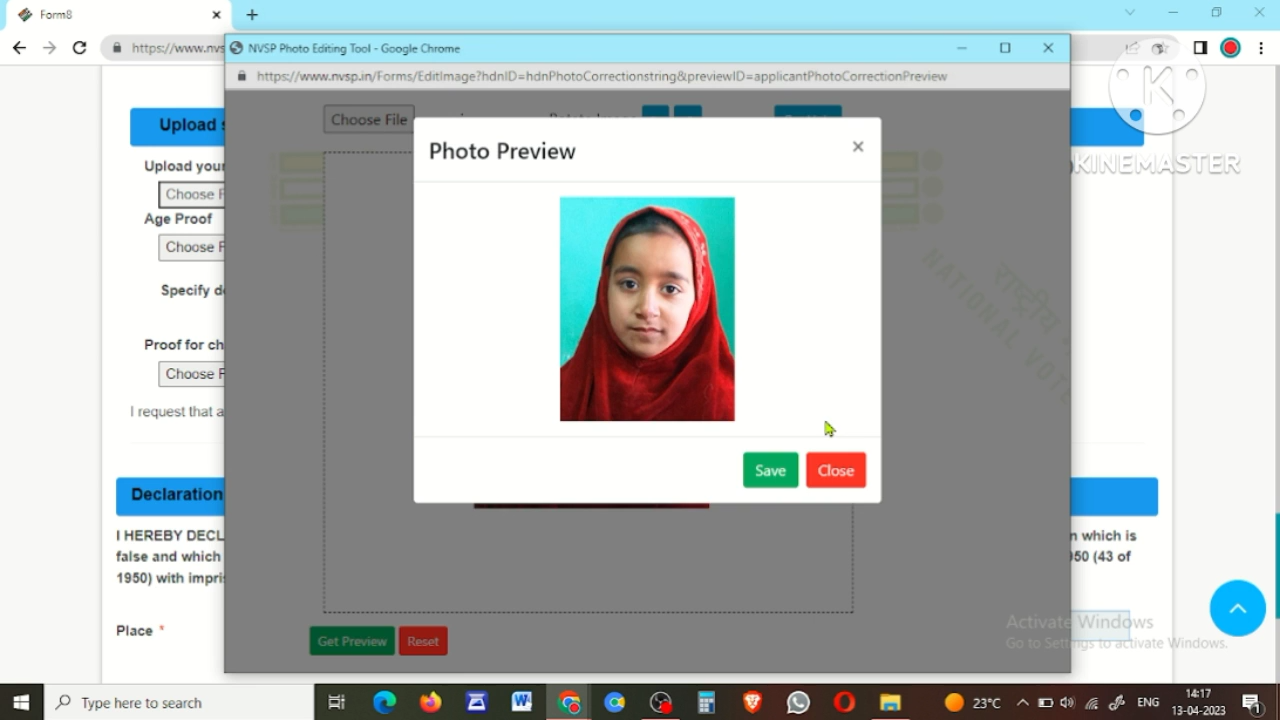 Form8
https://www.nvs
NVSP Photo Editing Tool - Google Chrome
https://www.nvsp.in/Forms/EditImage?hdnID=hdnPhotoCorrectionstring&previewID=applicantPhotoCorrectionPreview
Choose File
Upload
Upload your
Choose F
Age Proof
Choose F
Specify d
Proof for ch
Choose F
I request that a
Photo Preview
Save
Close
KINEMASTER
NATIONAL VOTE
राष्ट्रीय
Declaration
I HEREBY DECL
n which is
false and which
950 (43 of
1950) with impri
Place *
Get Preview
Reset
Activate Windows
Go to Settings to activate Windows.
Type here to search
23°C
ENG
14:17
13-04-2023